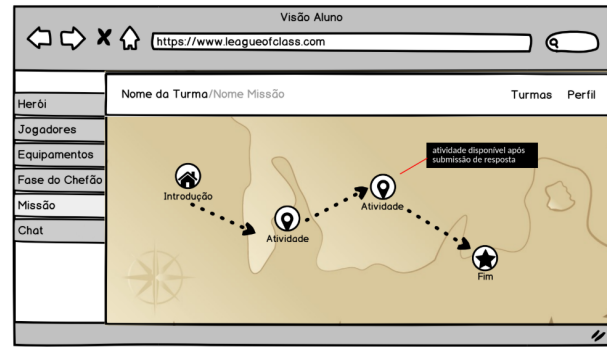 Visão Aluno
https://www.leagueofclass.com
Nome da Turma/Nome Missão
Turmas Perfil
Herói
Jogadores
Equipamentos
Fase do Chefão
Missão
Chat
atividade disponível após
submissão de resposta
Introdução
Atividade
Atividade
Fim